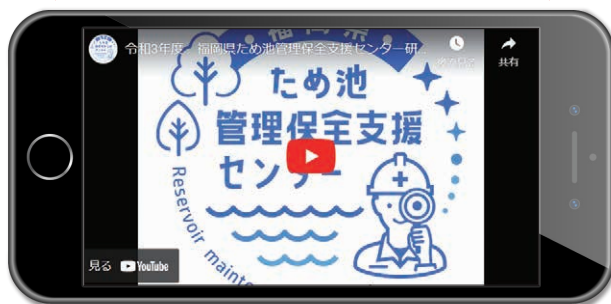 令和3年度 福岡県ため池管理保全支援センター研...
共有
福岡県
ため池
管理保全支援
センター
Reservoir mainte
見る YouTube